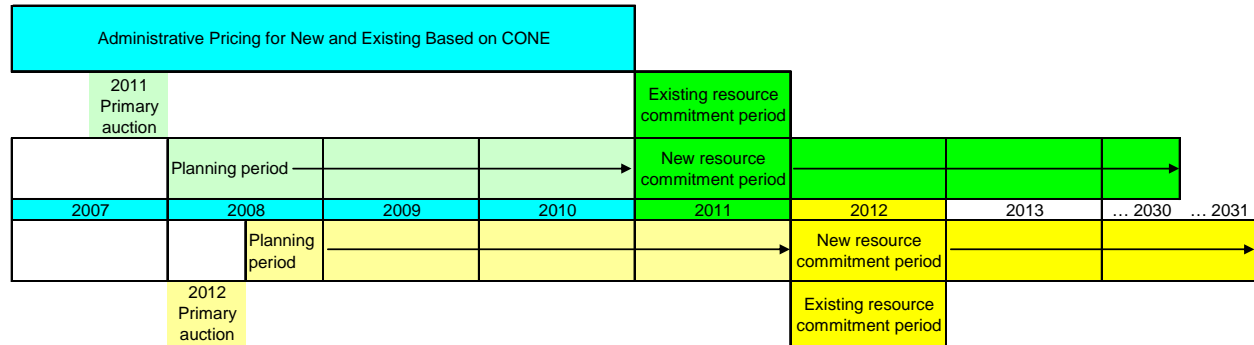 Administrative Pricing for New and Existing Based on CONE
2011
Primary
auction
Existing resource
commitment period
Planning period
New resource
commitment period
2007 2008 2009 2010 2011 2012 2013 ... 2030 ... 2031
Planning
period
New resource
commitment period
2012
Primary
auction
Existing resource
commitment period